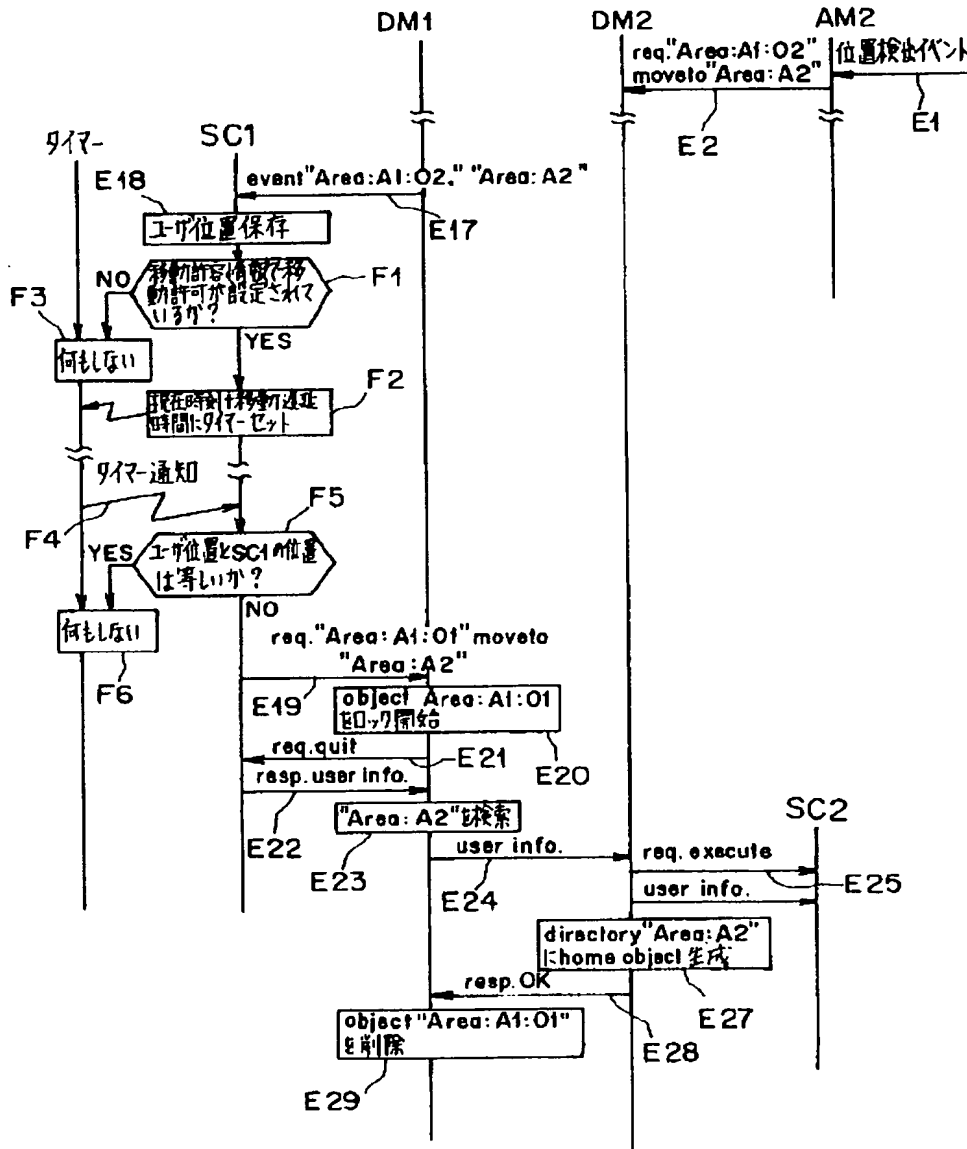 DM1
DM2
AM2
req."Area:A1:O2"
moveto"Area:A2"
位置検出イベント
E1
E2
タイマー
SC1
E18
event"Area:A1:O2," "Area:A2"
E17
ユーザ位置保存
NO
移動許容情報で移
動許可が設定されて
いるか?
F1
F3
YES
何もしない
F2
現在時刻+移動遅延
時間にタイマーセット
タイマー通知
F4
F5
YES
ユーザ位置とSC1の位置
は等しいか?
NO
何もしない
F6
req."Area:A1:O1"moveto
"Area:A2"
E19
object Area:A1:O1
をロック開始
E20
req.quit
E21
resp.user info.
E22
"Area:A2"を検索
E23
SC2
user info.
E24
req.execute
E25
user info.
directory"Area:A2"
にhome object生成
E27
resp.OK
E28
object"Area:A1:O1"
を削除
E29